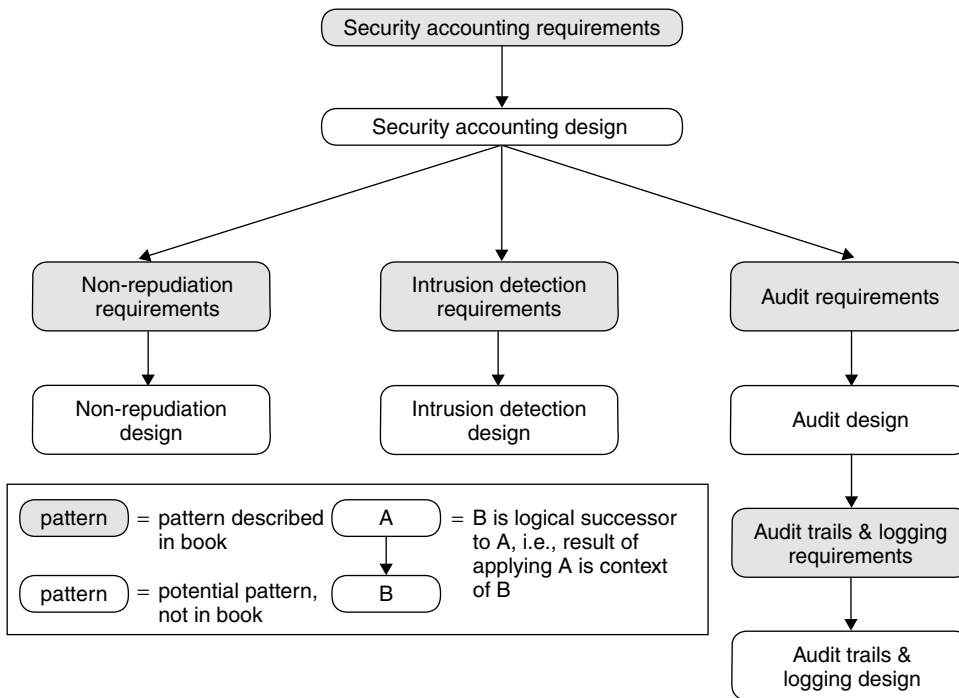 Security accounting requirements
Security accounting design
Non-repudiation
requirements
Intrusion detection
requirements
Audit requirements
Non-repudiation
design
Intrusion detection
design
Audit design
pattern
= pattern described
in book
A
= B is logical successor
to A, i.e., result of
applying A is context
of B
pattern
= potential pattern,
not in book
B
Audit trails & logging
requirements
Audit trails &
logging design